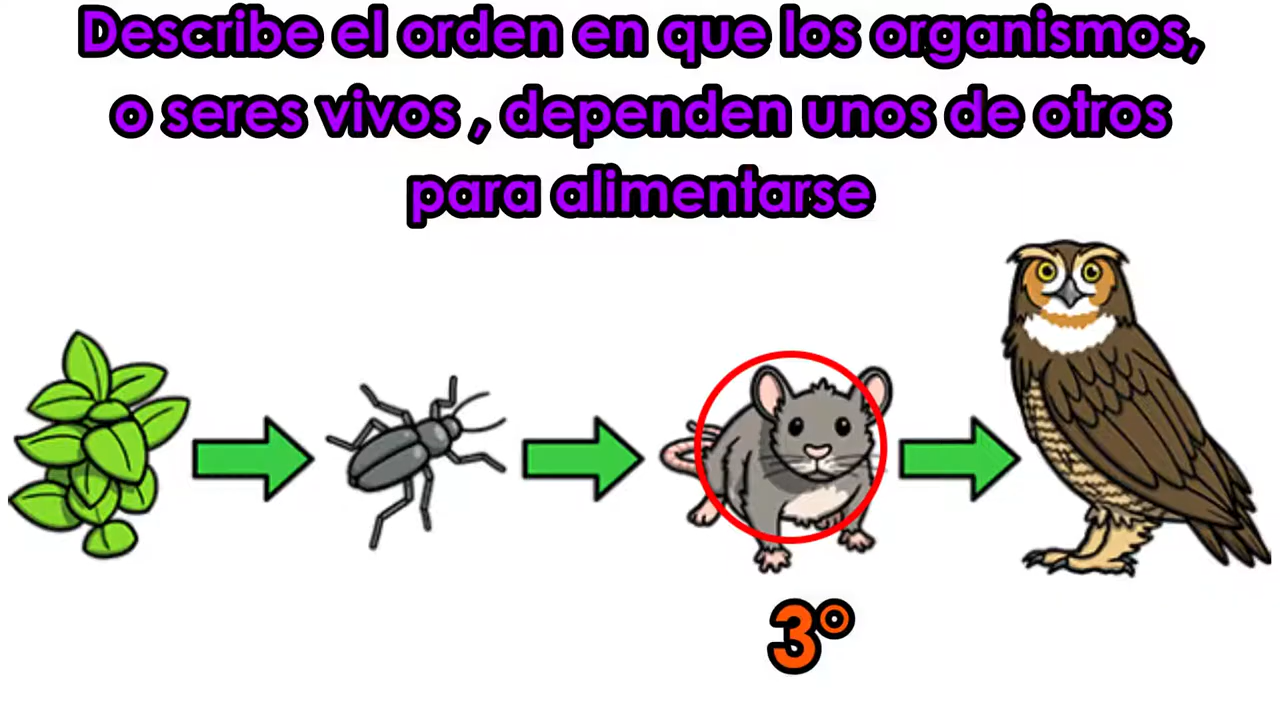 Describe el orden en que los organismos,
o seres vivos , dependen unos de otros
para alimentarse
3°